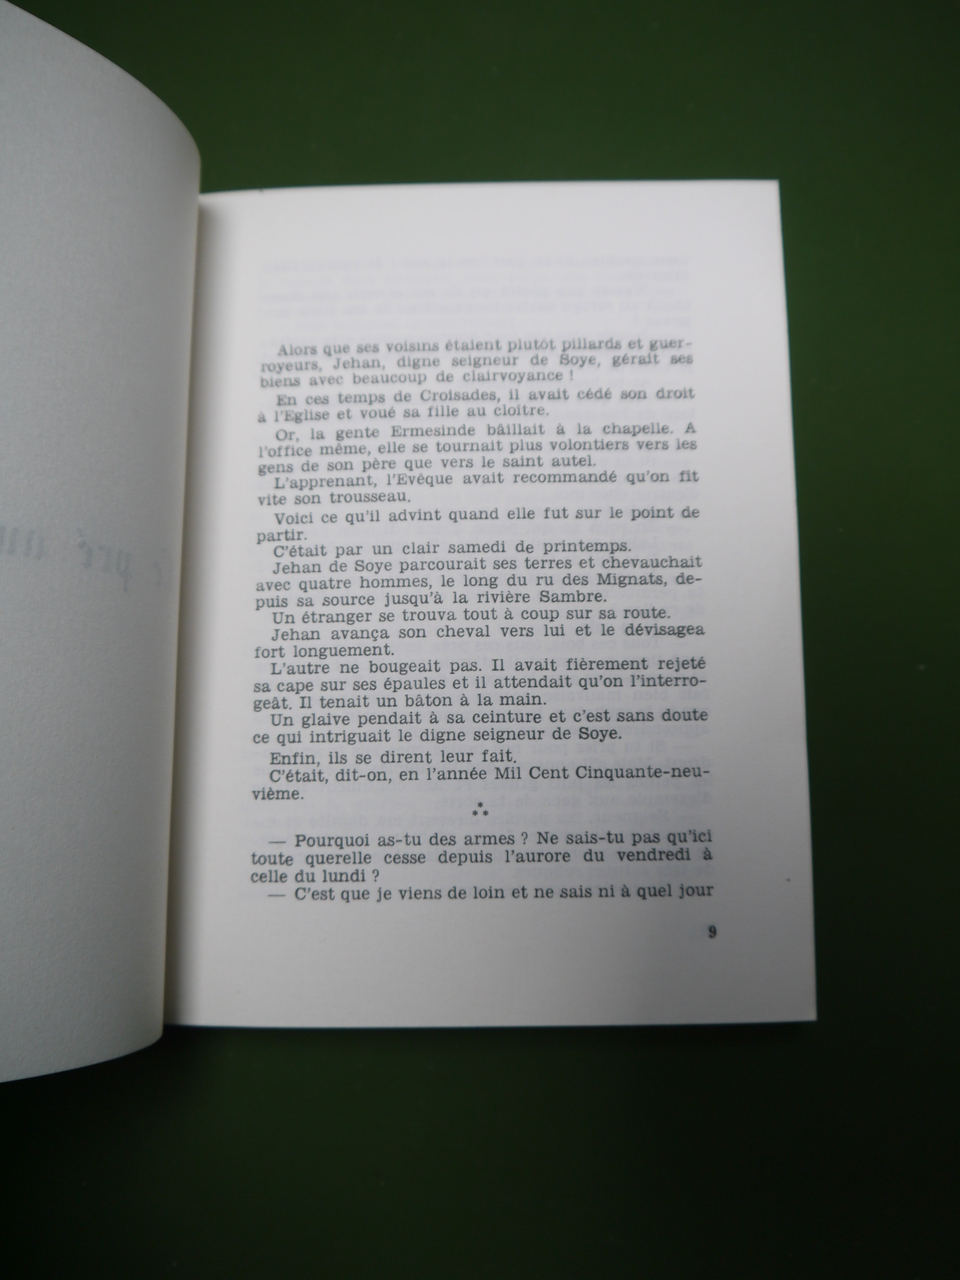 Alors que ses voisins étaient plutôt pillards et guer-
royeurs, Jehan, digne seigneur de Soye, gérait ses
biens avec beaucoup de clairvoyance !
En ces temps de Croisades, il avait cédé son droit
à l'Eglise et voué sa fille au cloître.
Or, la gente Ermesinde bâillait à la chapelle. A
l'office même, elle se tournait plus volontiers vers les
gens de son père que vers le saint autel.
L'apprenant, l'Evêque avait recommandé qu'on fit
vite son trousseau.
Voici ce qu'il advint quand elle fut sur le point de
partir.
C'était par un clair samedi de printemps.
Jehan de Soye parcourait ses terres et chevauchait
avec quatre hommes, le long du ru des Mignats, de-
puis sa source jusqu'à la rivière Sambre.
Un étranger se trouva tout à coup sur sa route.
Jehan avança son cheval vers lui et le dévisagea
fort longuement.
L'autre ne bougeait pas. Il avait fièrement rejeté
sa cape sur ses épaules et il attendait qu'on l'interro-
geât. Il tenait un bâton à la main.
Un glaive pendait à sa ceinture et c'est sans doute
ce qui intriguait le digne seigneur de Soye.
Enfin, ils se dirent leur fait.
C'était, dit-on, en l'année Mil Cent Cinquante-neu-
vième.
⁂
— Pourquoi as-tu des armes ? Ne sais-tu pas qu'ici
toute querelle cesse depuis l'aurore du vendredi à
celle du lundi ?
— C'est que je viens de loin et ne sais ni à quel jour
9